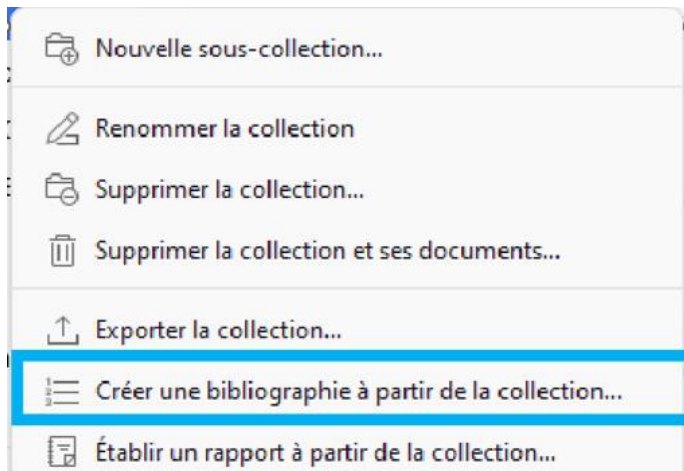 Nouvelle sous-collection...
Renommer la collection
Supprimer la collection...
Supprimer la collection et ses documents...
Exporter la collection...
Créer une bibliographie à partir de la collection...
Établir un rapport à partir de la collection...